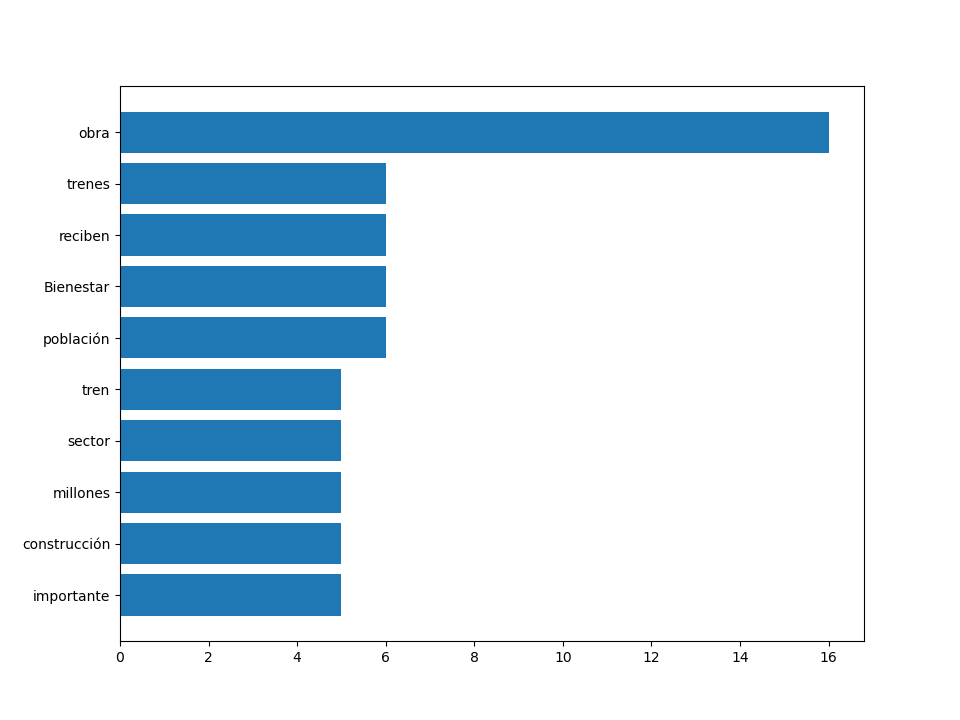 obra
trenes
reciben
Bienestar
población
tren
sector
millones
construcción
importante
0 2 4 6 8 10 12 14 16